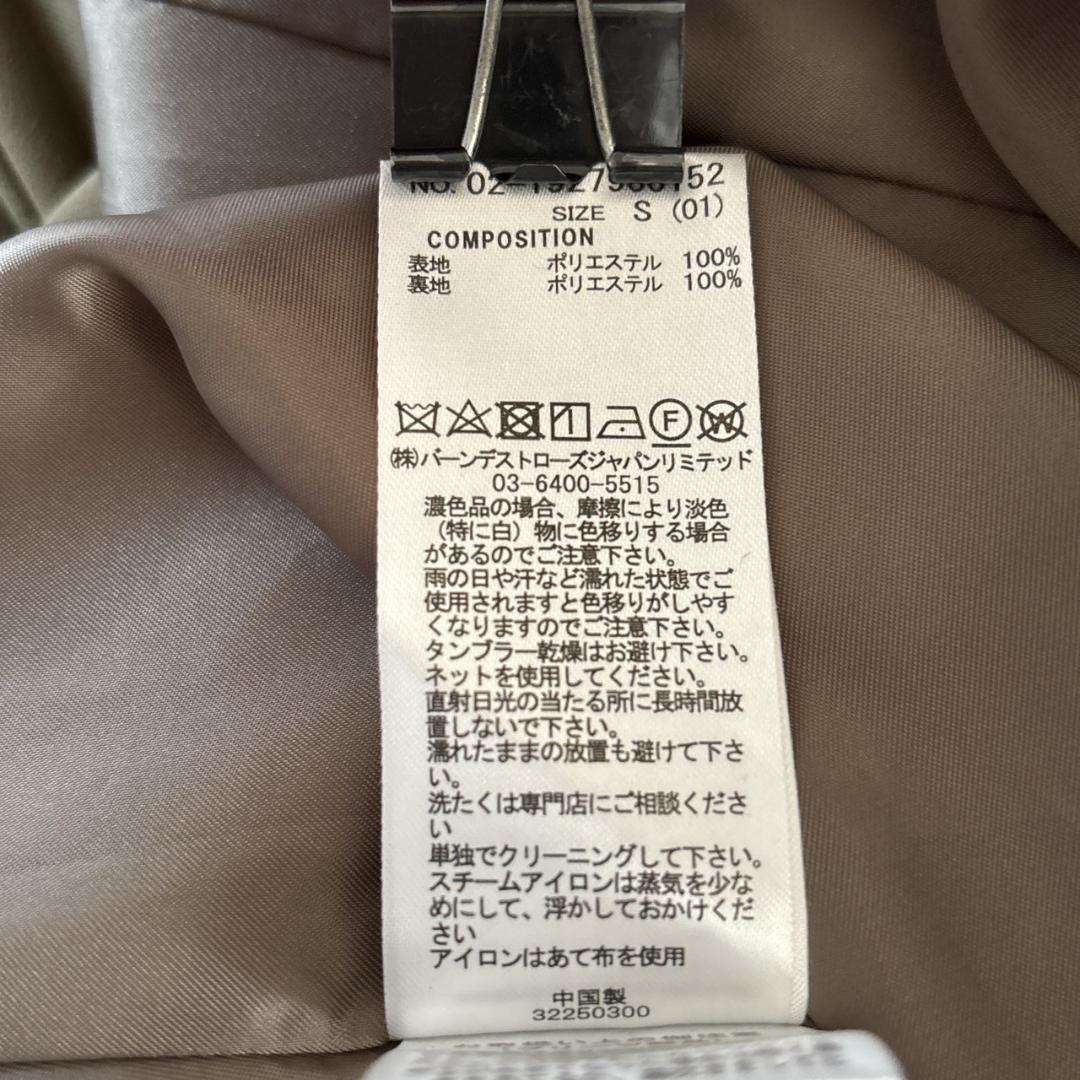 SIZE S (01)
COMPOSITION
表地 ポリエステル 100%
裏地 ポリエステル 100%
F W
(株)バーンデストローズジャパンリミテッド
03-6400-5515
濃色品の場合、摩擦により淡色
(特に白)物に色移りする場合
があるのでご注意下さい。
雨の日や汗など濡れた状態でご
使用されますと色移りがしやす
くなりますのでご注意下さい。
タンブラー乾燥はお避け下さい。
ネットを使用してください。
直射日光の当たる所に長時間放
置しないで下さい。
濡れたままの放置も避けて下さ
い。
洗たくは専門店にご相談くださ
い
単独でクリーニングして下さい。
スチームアイロンは蒸気を少な
めにして、浮かしておかけくだ
さい
アイロンはあて布を使用
中国製
32250300